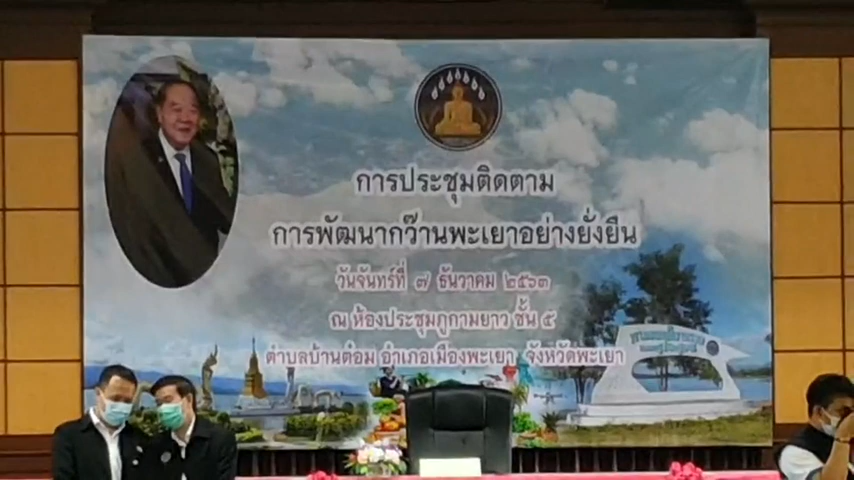 การประชุมติดตาม
การพัฒนากว๊านพะเยาอย่างยั่งยืน
วันจันทร์ที่ ๗ ธันวาคม ๒๕๖๓
ณ ห้องประชุมภูกามยาว ชั้น ๕
ตำบลบ้านต๋อม อำเภอเมืองพะเยา จังหวัดพะเยา